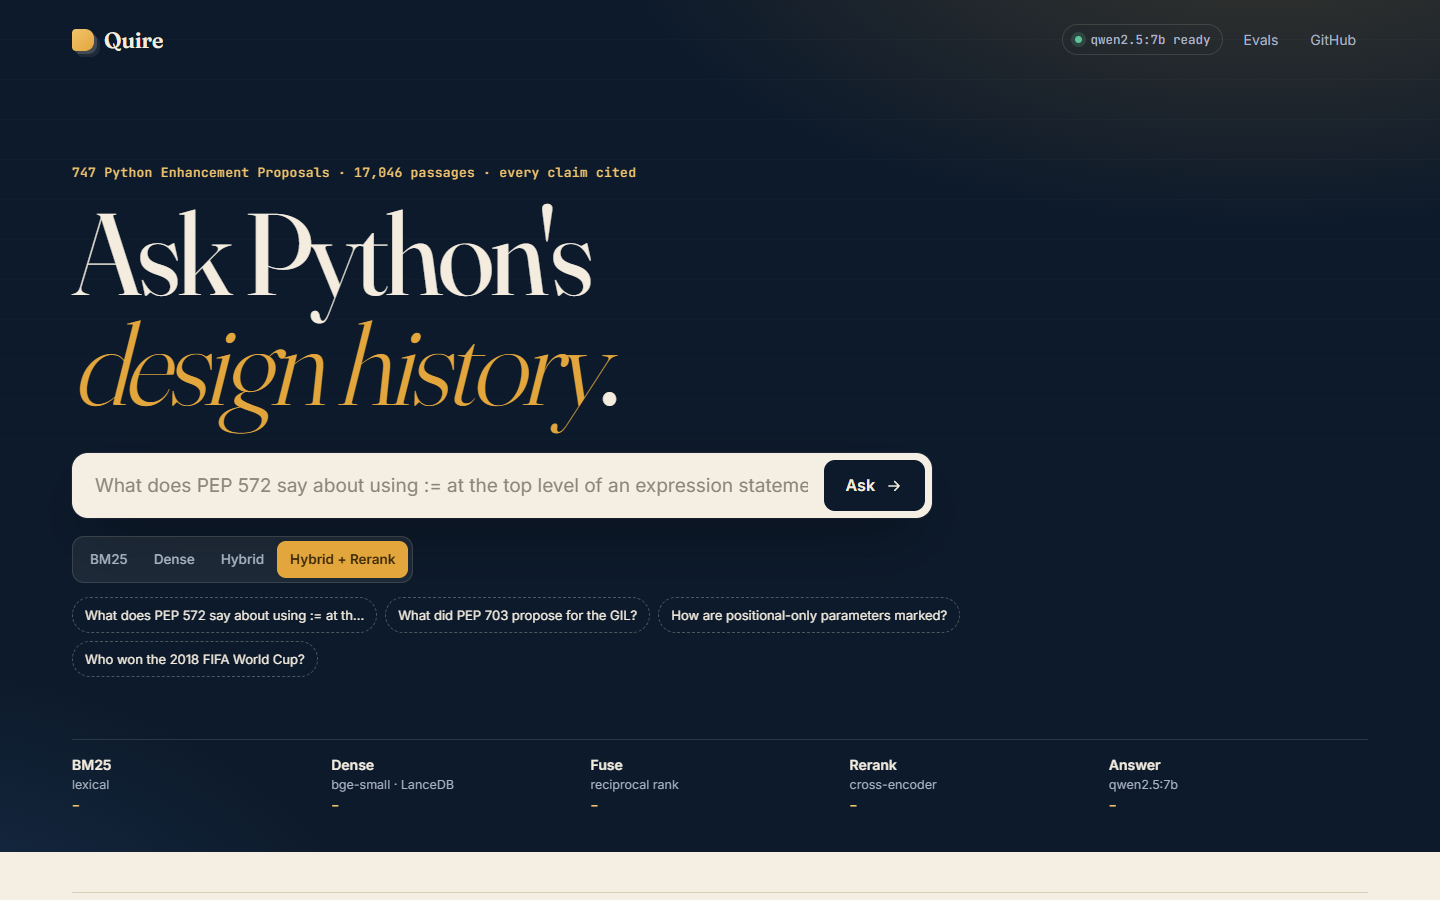 Quire
qwen2.5:7b ready
Evals
GitHub
747 Python Enhancement Proposals · 17,046 passages · every claim cited
Ask Python's
design history.
What does PEP 572 say about using := at the top level of an expression stateme
Ask →
BM25
Dense
Hybrid
Hybrid + Rerank
What does PEP 572 say about using := at th...
What did PEP 703 propose for the GIL?
How are positional-only parameters marked?
Who won the 2018 FIFA World Cup?
BM25
lexical
–
Dense
bge-small · LanceDB
–
Fuse
reciprocal rank
–
Rerank
cross-encoder
–
Answer
qwen2.5:7b
–